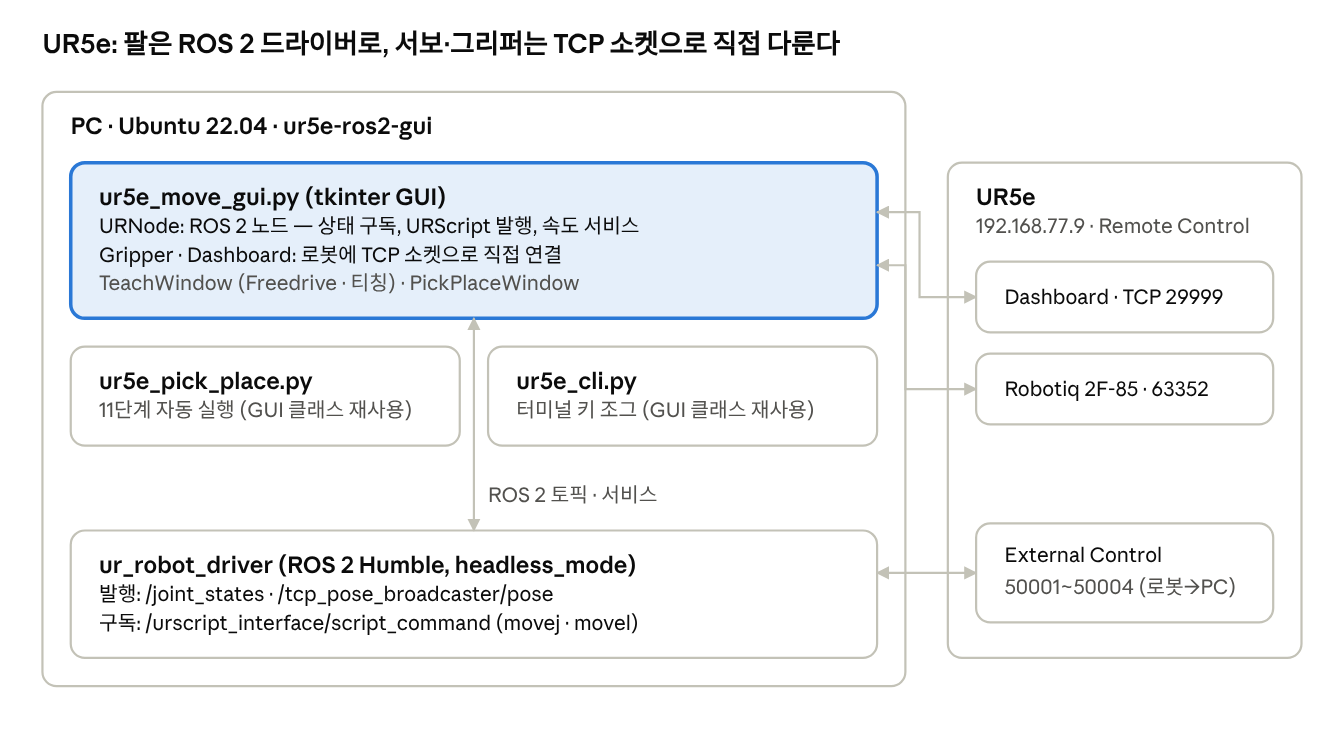 UR5e: 팔은 ROS 2 드라이버로, 서보·그리퍼는 TCP 소켓으로 직접 다룬다
PC · Ubuntu 22.04 · ur5e-ros2-gui
ur5e_move_gui.py (tkinter GUI)
URNode: ROS 2 노드 — 상태 구독, URScript 발행, 속도 서비스
Gripper · Dashboard: 로봇에 TCP 소켓으로 직접 연결
TeachWindow (Freedrive · 티칭) · PickPlaceWindow
ur5e_pick_place.py
11단계 자동 실행 (GUI 클래스 재사용)
ur5e_cli.py
터미널 키 조그 (GUI 클래스 재사용)
ROS 2 토픽 · 서비스
ur_robot_driver (ROS 2 Humble, headless_mode)
발행: /joint_states · /tcp_pose_broadcaster/pose
구독: /urscript_interface/script_command (movej · movel)
UR5e
192.168.77.9 · Remote Control
Dashboard · TCP 29999
Robotiq 2F-85 · 63352
External Control
50001~50004 (로봇→PC)